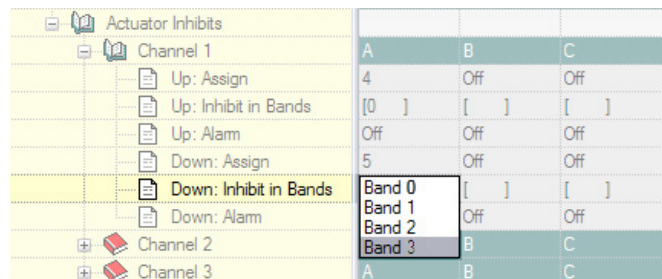 Actuator Inhibits
Channel 1 A B C
Up: Assign 4 Off Off
Up: Inhibit in Bands [0 ] [ ] [ ]
Up: Alarm Off Off Off
Down: Assign 5 Off Off
Down: Inhibit in Bands Band 0 [ ] [ ]
Band 1
Down: Alarm Band 2 Off Off
Channel 2 Band 3 B C
Channel 3 A B C